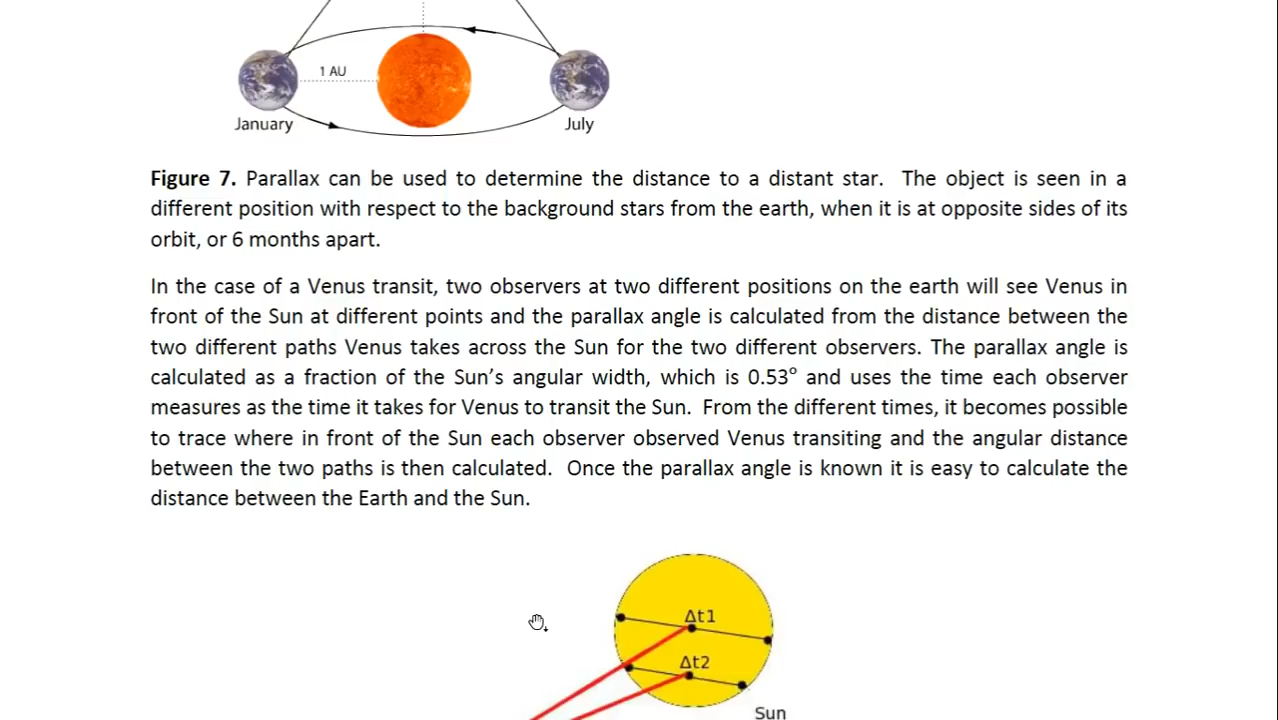 1 AU
January
July
Figure 7. Parallax can be used to determine the distance to a distant star. The object is seen in a
different position with respect to the background stars from the earth, when it is at opposite sides of its
orbit, or 6 months apart.
In the case of a Venus transit, two observers at two different positions on the earth will see Venus in
front of the Sun at different points and the parallax angle is calculated from the distance between the
two different paths Venus takes across the Sun for the two different observers. The parallax angle is
calculated as a fraction of the Sun’s angular width, which is 0.53° and uses the time each observer
measures as the time it takes for Venus to transit the Sun. From the different times, it becomes possible
to trace where in front of the Sun each observer observed Venus transiting and the angular distance
between the two paths is then calculated. Once the parallax angle is known it is easy to calculate the
distance between the Earth and the Sun.
Δt1
Δt2
Sun